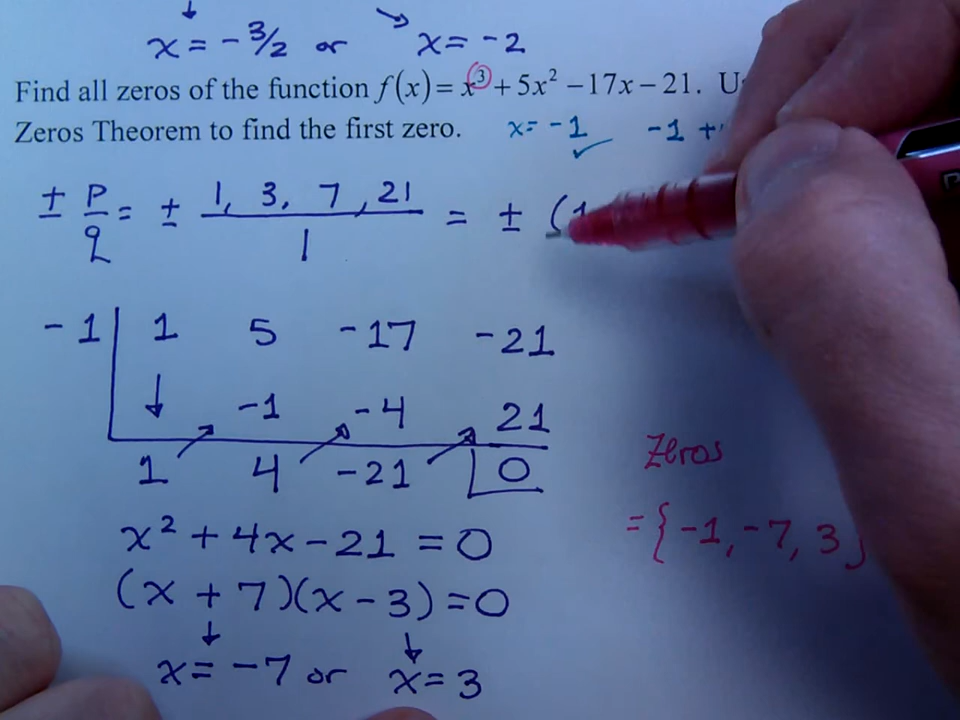 x = -3/2 or x = -2
Find all zeros of the function f(x) = x³ + 5x² − 17x − 21.
Zeros Theorem to find the first zero. x = -1 ✓ -1 +
± p/q = ± 1, 3, 7, 21 / 1 = ± (1
-1 | 1 5 -17 -21
↓ -1 -4 21
1 4 -21 0
Zeros
= {-1, -7, 3}
x² + 4x - 21 = 0
(x + 7)(x - 3) = 0
x = -7 or x = 3